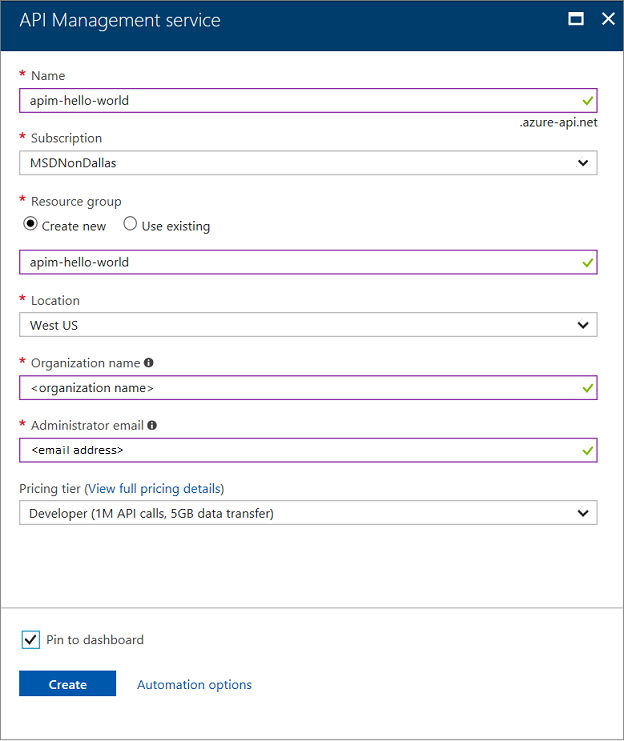 API Management service
* Name
apim-hello-world
.azure-api.net
* Subscription
MSDNonDallas
* Resource group
Create new Use existing
apim-hello-world
* Location
West US
* Organization name
<organization name>
* Administrator email
<email address>
Pricing tier (View full pricing details)
Developer (1M API calls, 5GB data transfer)
Pin to dashboard
Create Automation options